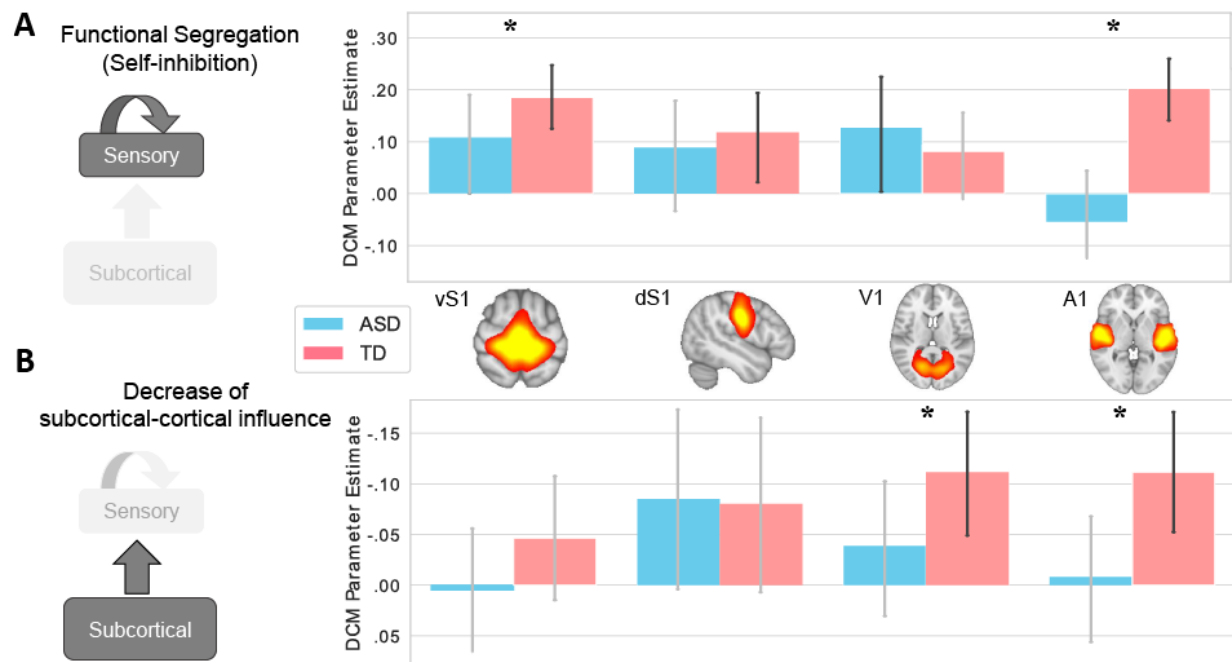 A
Functional Segregation
(Self-inhibition)
Sensory
Subcortical
DCM Parameter Estimate
.30
.20
.10
.00
-.10
*
*
vS1
dS1
V1
A1
ASD
TD
B
Decrease of
subcortical-cortical influence
Sensory
Subcortical
DCM Parameter Estimate
-.15
-.10
-.05
.00
.05
*
*